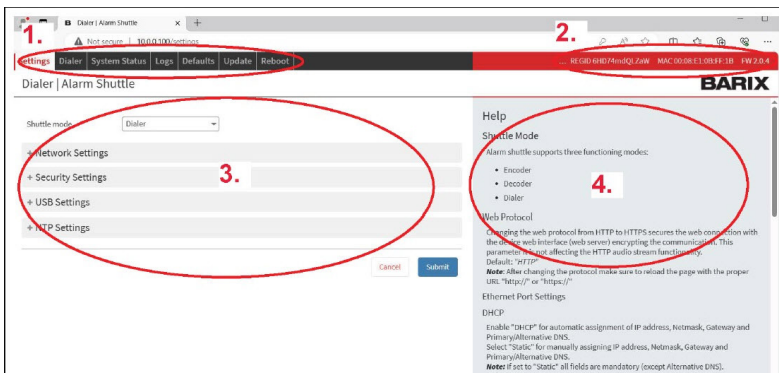 B Dialer | Alarm Shuttle
1.
2.
Not secure | 10.0.0.100/settings
Settings Dialer System Status Logs Defaults Update Reboot
... REGID 6HD74mdQLZaW MAC 00:08:E1:0B:FF:1B FW 2.0.4
Dialer | Alarm Shuttle
BARIX
Shuttle mode
Dialer
+ Network Settings
+ Security Settings
3.
+ USB Settings
+ NTP Settings
Cancel
Submit
Help
Shuttle Mode
Alarm shuttle supports three functioning modes:
• Encoder
• Decoder
4.
• Dialer
Web Protocol
Changing the web protocol from HTTP to HTTPS secures the web connection with
the device web interface (web server) encrypting the communication. This
parameter it is not affecting the HTTP audio stream functionality.
Default: "HTTP"
Note: After changing the protocol make sure to reload the page with the proper
URL "http://" or "https://"
Ethernet Port Settings
DHCP
Enable "DHCP" for automatic assignment of IP address, Netmask, Gateway and
Primary/Alternative DNS.
Select "Static" for manually assigning IP address, Netmask, Gateway and
Primary/Alternative DNS.
Note: if set to "Static" all fields are mandatory (except Alternative DNS).